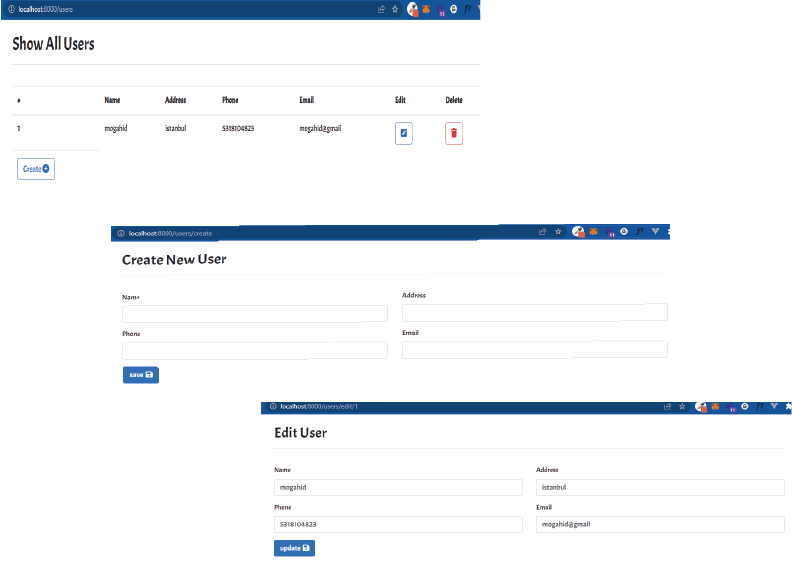 localhost:8000/users
Show All Users
# Name Address Phone Email Edit Delete
1 mogahid istanbul 5318104823 mogahid@gmail
Create
localhost:8000/users/create
Create New User
Name Address
Phone Email
save
localhost:8000/users/edit/1
Edit User
Name Address
mogahid istanbul
Phone Email
5318104823 mogahid@gmail
update